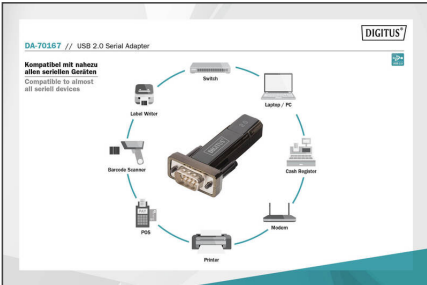 DIGITUS®
DA-70167 // USB 2.0 Serial Adapter
Kompatibel mit nahezu
allen seriellen Geräten
Compatible to almost
all seriell devices
Switch
Label Writer
Laptop / PC
DIGITUS
Barcode Scanner
Cash Register
POS
Modem
Printer